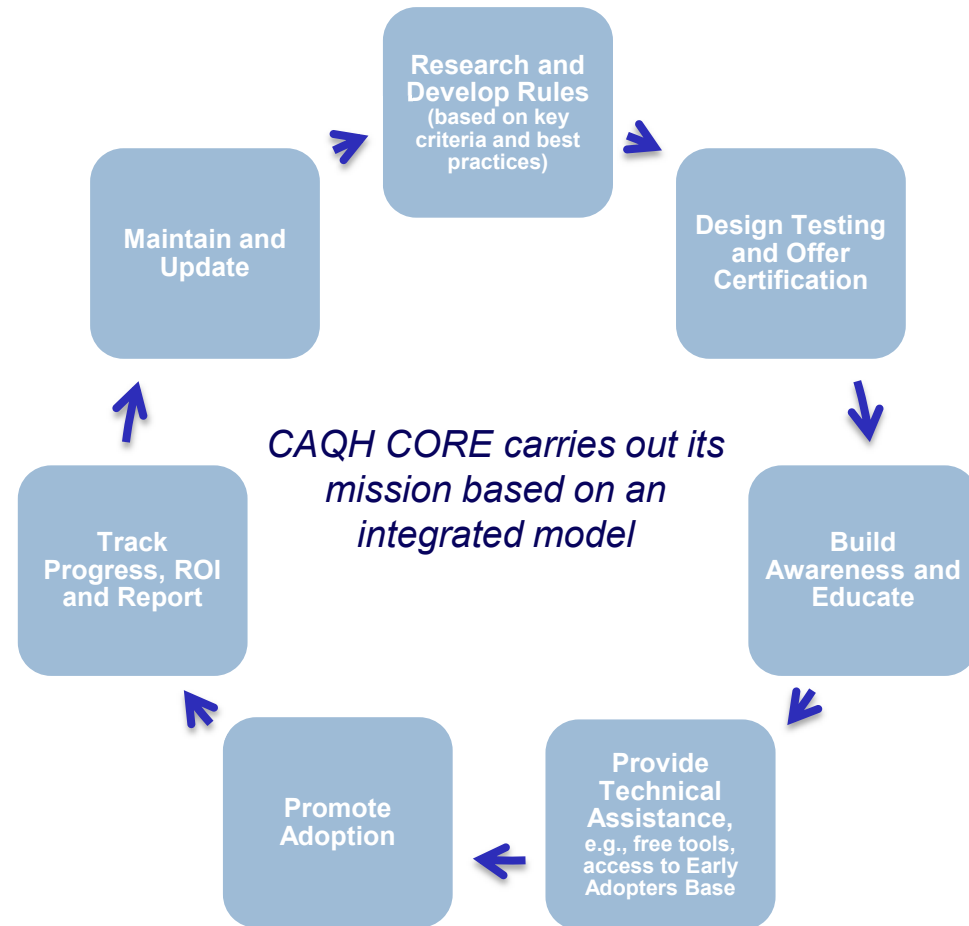 Research and
Develop Rules
(based on key
criteria and best
practices)
Design Testing
and Offer
Certification
Build
Awareness and
Educate
Provide
Technical
Assistance,
e.g., free tools,
access to Early
Adopters Base
Promote
Adoption
Track
Progress, ROI
and Report
Maintain and
Update
CAQH CORE carries out its
mission based on an
integrated model